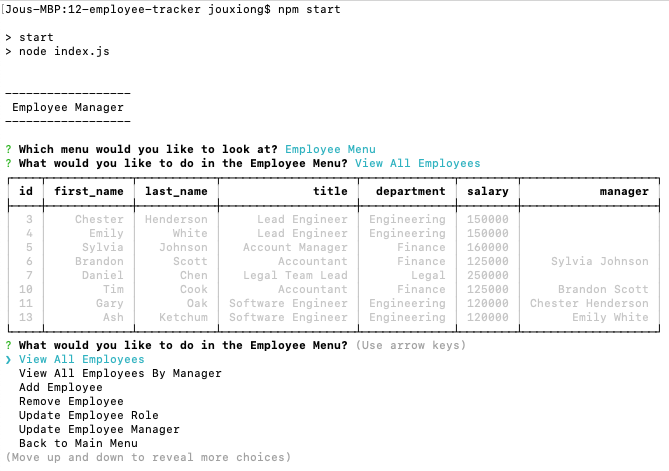 [Jous-MBP:12-employee-tracker jouxiong$ npm start
> start
> node index.js
------------------
Employee Manager
------------------
? Which menu would you like to look at? Employee Menu
? What would you like to do in the Employee Menu? View All Employees
id first_name last_name title department salary manager
3 Chester Henderson Lead Engineer Engineering 150000
4 Emily White Lead Engineer Engineering 150000
5 Sylvia Johnson Account Manager Finance 160000
6 Brandon Scott Accountant Finance 125000 Sylvia Johnson
7 Daniel Chen Legal Team Lead Legal 250000
10 Tim Cook Accountant Finance 125000 Brandon Scott
11 Gary Oak Software Engineer Engineering 120000 Chester Henderson
13 Ash Ketchum Software Engineer Engineering 120000 Emily White
? What would you like to do in the Employee Menu? (Use arrow keys)
❯ View All Employees
View All Employees By Manager
Add Employee
Remove Employee
Update Employee Role
Update Employee Manager
Back to Main Menu
(Move up and down to reveal more choices)